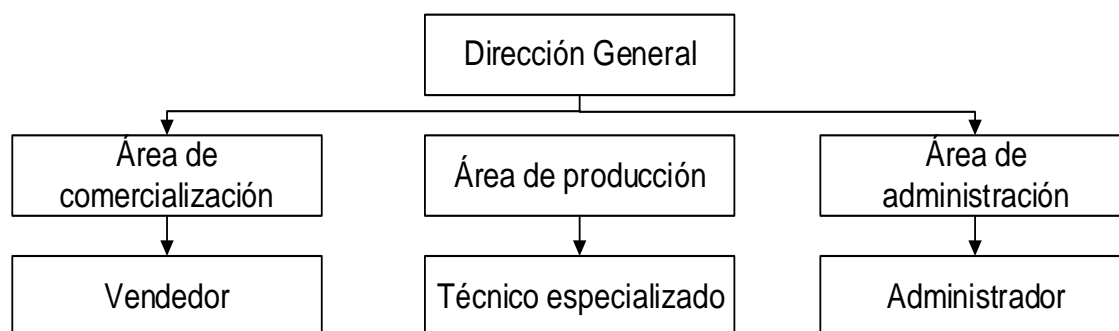 Dirección General
Área de
comercialización
Área de producción
Área de
administración
Vendedor
Técnico especializado
Administrador